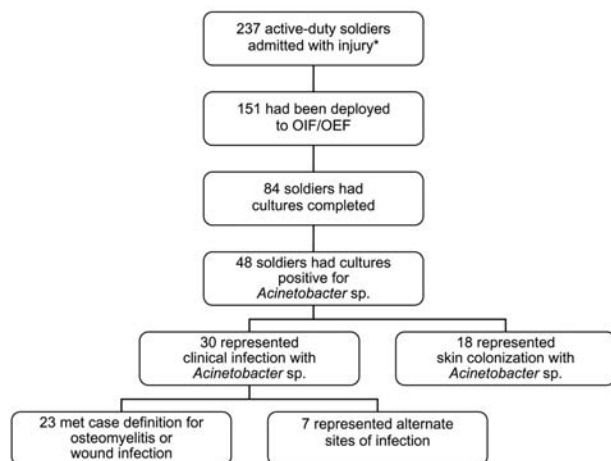 237 active-duty soldiers
admitted with injury*
151 had been deployed
to OIF/OEF
84 soldiers had
cultures completed
48 soldiers had cultures
positive for
Acinetobacter sp.
30 represented
clinical infection with
Acinetobacter sp.
18 represented
skin colonization with
Acinetobacter sp.
23 met case definition for
osteomyelitis or
wound infection
7 represented alternate
sites of infection